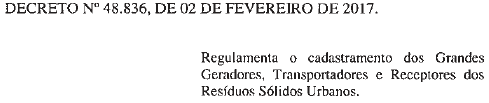 DECRETO Nº 48.836, DE 02 DE FEVEREIRO DE 2017.
Regulamenta o cadastramento dos Grandes
Geradores, Transportadores e Receptores dos
Resíduos Sólidos Urbanos.